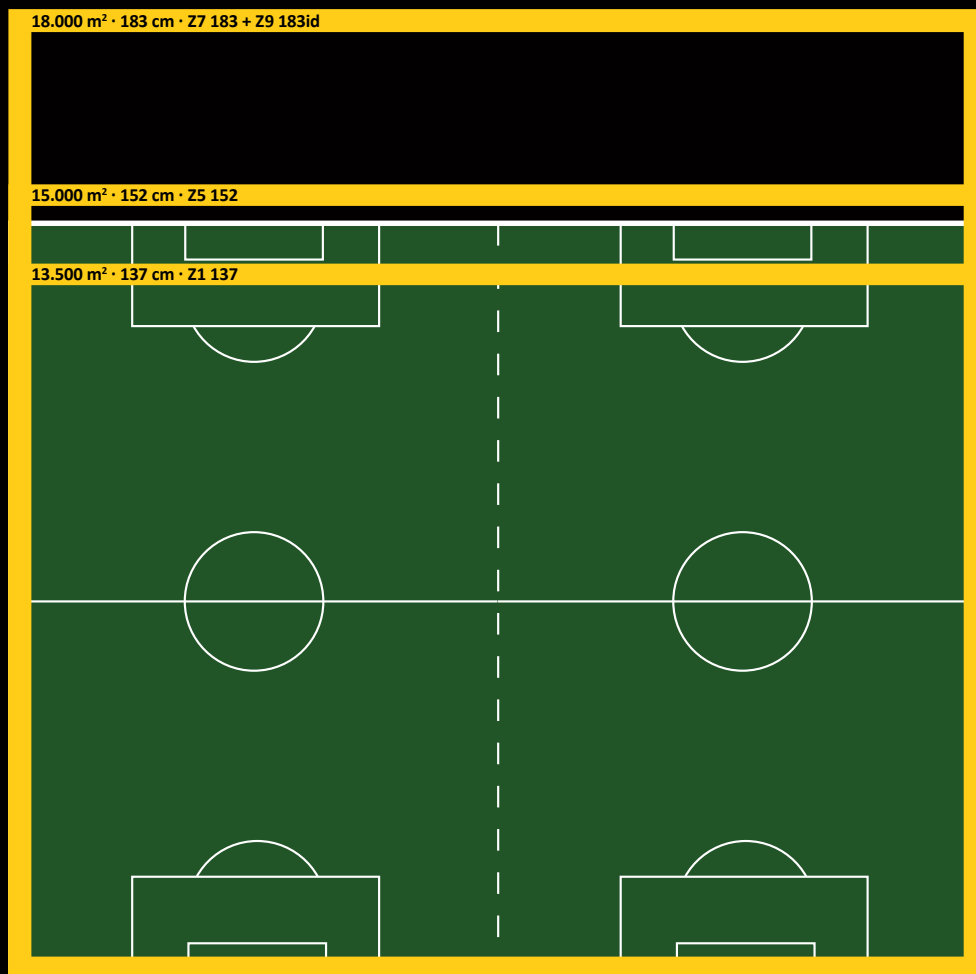 18.000 m² · 183 cm · Z7 183 + Z9 183id
15.000 m² · 152 cm · Z5 152
13.500 m² · 137 cm · Z1 137